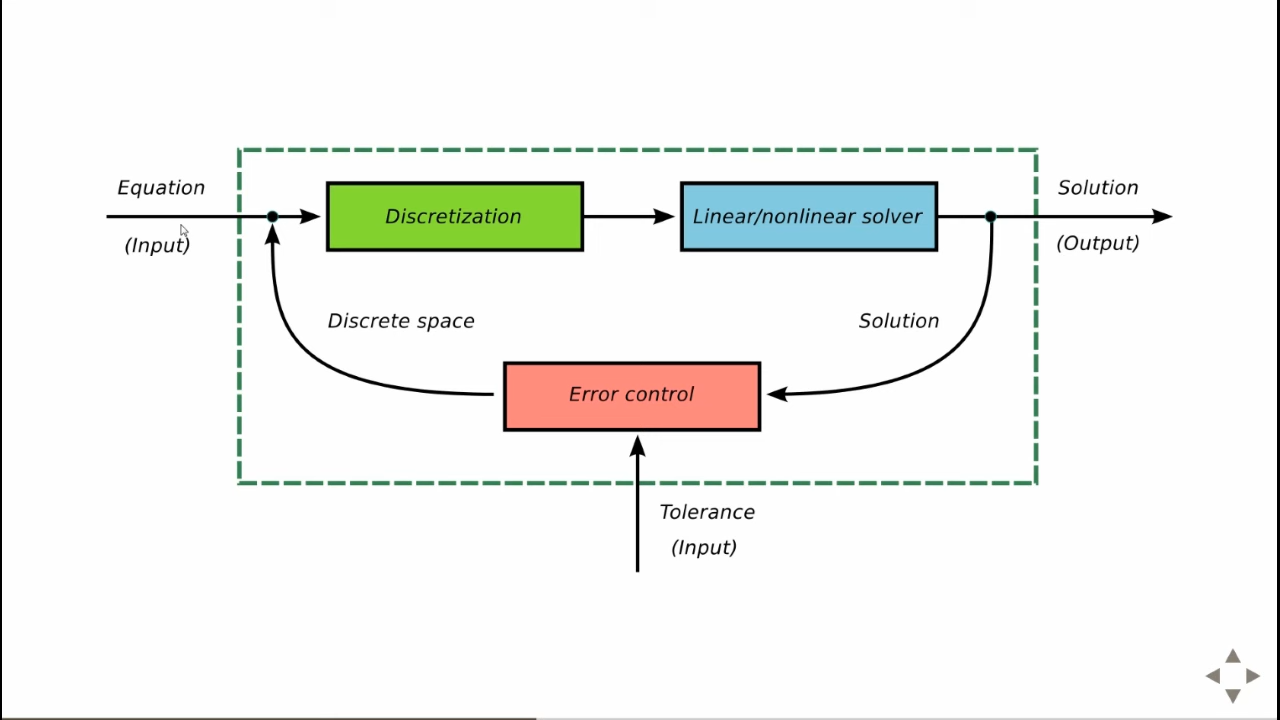 Equation
(Input)
Discretization
Linear/nonlinear solver
Solution
(Output)
Discrete space
Solution
Error control
Tolerance
(Input)